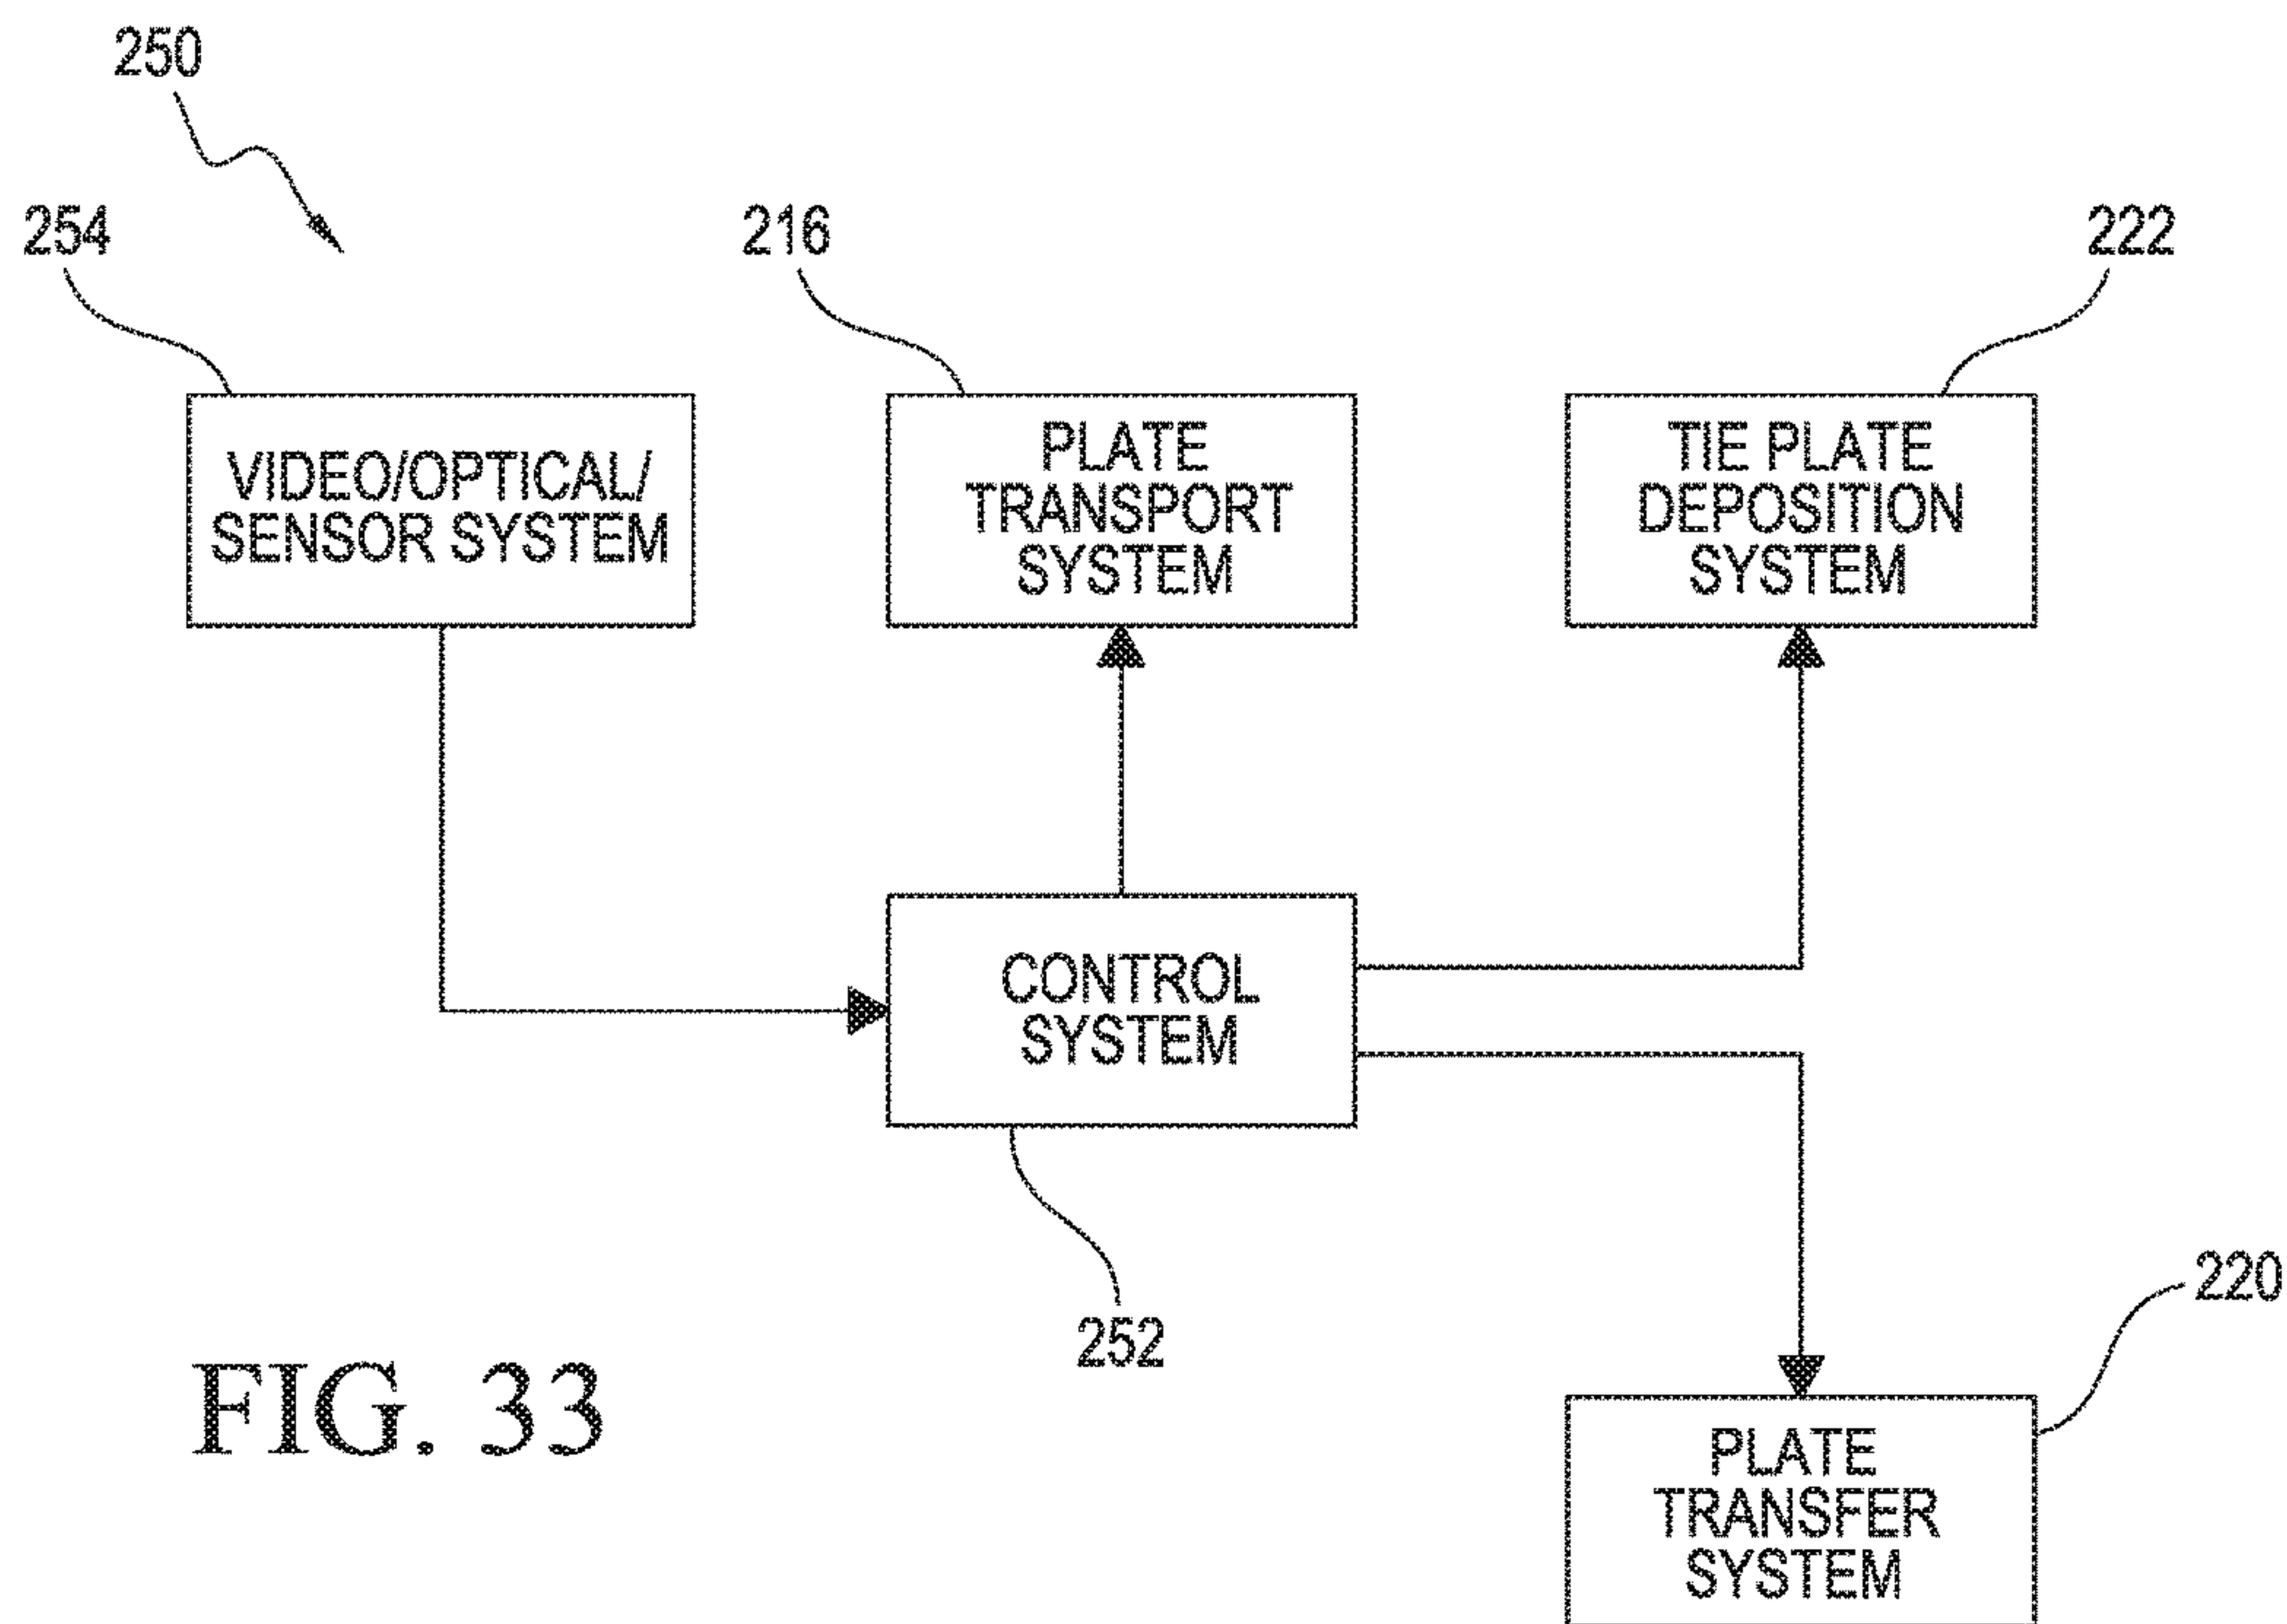 250
254
216
222
VIDEO/OPTICAL/
SENSOR SYSTEM
PLATE
TRANSPORT
SYSTEM
TIE PLATE
DEPOSITION
SYSTEM
CONTROL
SYSTEM
252
220
PLATE
TRANSFER
SYSTEM
FIG. 33